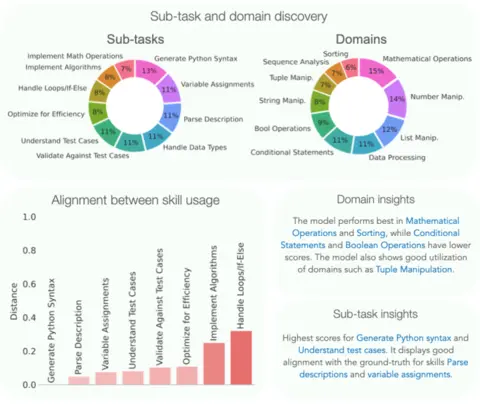 Sub-task and domain discovery
Sub-tasks
Implement Math Operations
Implement Algorithms
Handle Loops/If-Else
Optimize for Efficiency
Understand Test Cases
Validate Against Test Cases
Generate Python Syntax
Variable Assignments
Parse Description
Handle Data Types
7%
13%
8%
11%
8%
11%
8%
11%
11%
11%
Domains
Sorting
Sequence Analysis
Tuple Manip.
String Manip.
Bool Operations
Conditional Statements
Mathematical Operations
Number Manip.
List Manip.
Data Processing
6%
15%
7%
14%
7%
8%
12%
9%
11%
11%
Alignment between skill usage
Distance
1.0
0.8
0.6
0.4
0.2
0.0
Generate Python Syntax
Parse Description
Variable Assignments
Understand Test Cases
Validate Against Test Cases
Optimize for Efficiency
Implement Algorithms
Handle Loops/If-Else
Domain insights
The model performs best in Mathematical
Operations and Sorting, while Conditional
Statements and Boolean Operations have lower
scores. The model also shows good utilization
of domains such as Tuple Manipulation.
Sub-task insights
Highest scores for Generate Python syntax and
Understand test cases. It displays good
alignment with the ground-truth for skills Parse
descriptions and variable assignments.